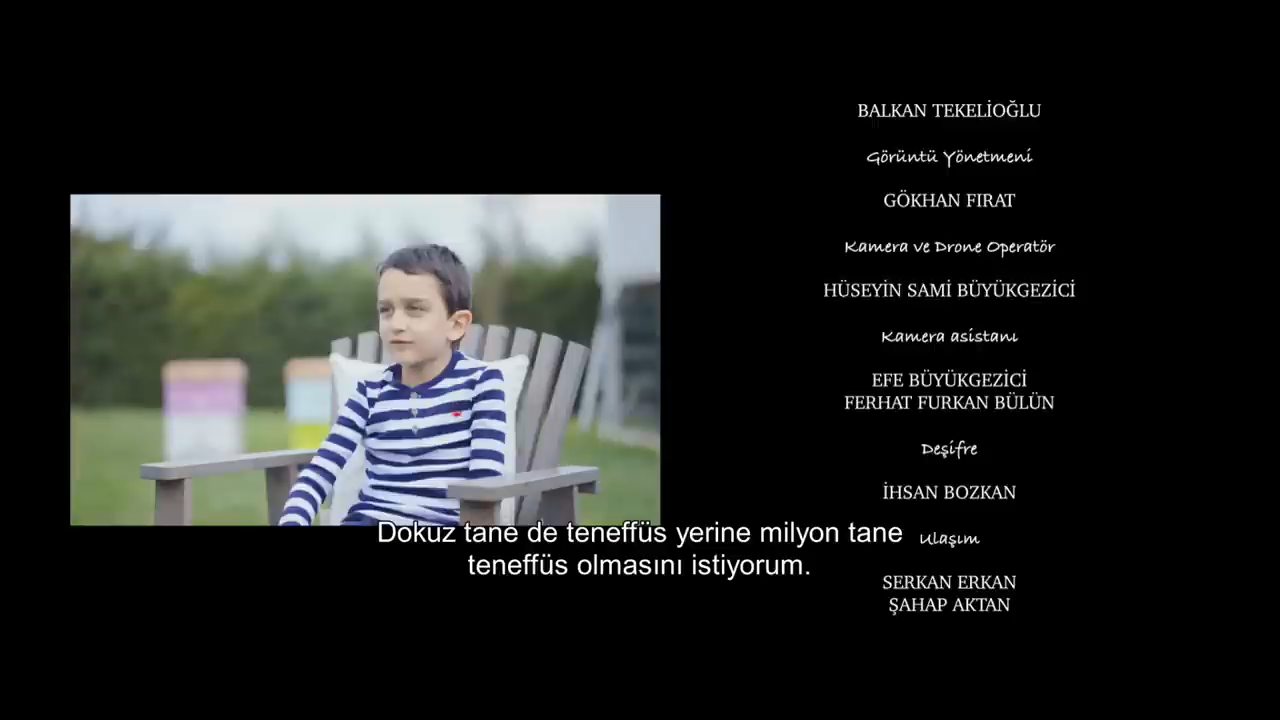 BALKAN TEKELİOĞLU
Görüntü Yönetmeni
GÖKHAN FIRAT
Kamera ve Drone Operatör
HÜSEYİN SAMİ BÜYÜKGEZİCİ
Kamera asistanı
EFE BÜYÜKGEZİCİ
FERHAT FURKAN BÜLÜN
Deşifre
İHSAN BOZKAN
Ulaşım
SERKAN ERKAN
ŞAHAP AKTAN
Dokuz tane de teneffüs yerine milyon tane
teneffüs olmasını istiyorum.